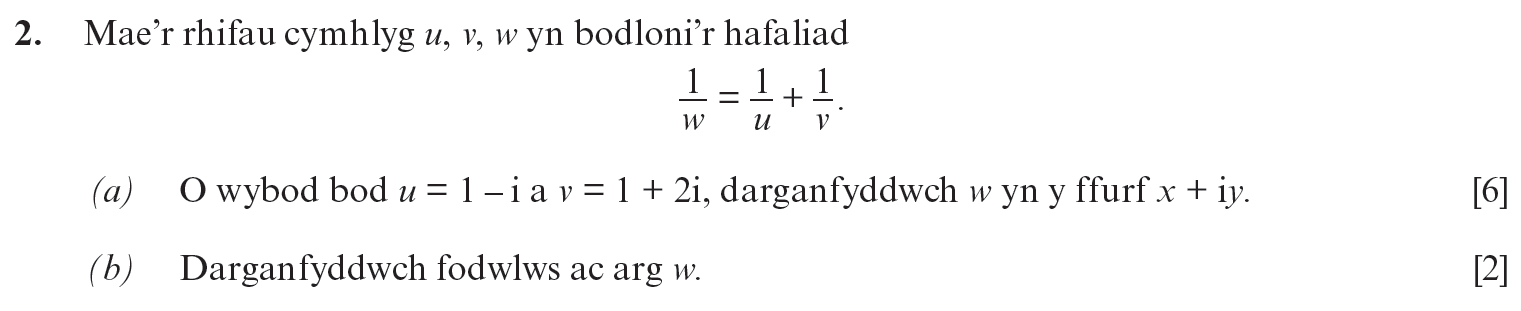 2. Mae’r rhifau cymhlyg u, v, w yn bodloni’r hafaliad
1/w = 1/u + 1/v.
(a) O wybod bod u = 1 – i a v = 1 + 2i, darganfyddwch w yn y ffurf x + iy. [6]
(b) Darganfyddwch fodwlws ac arg w. [2]